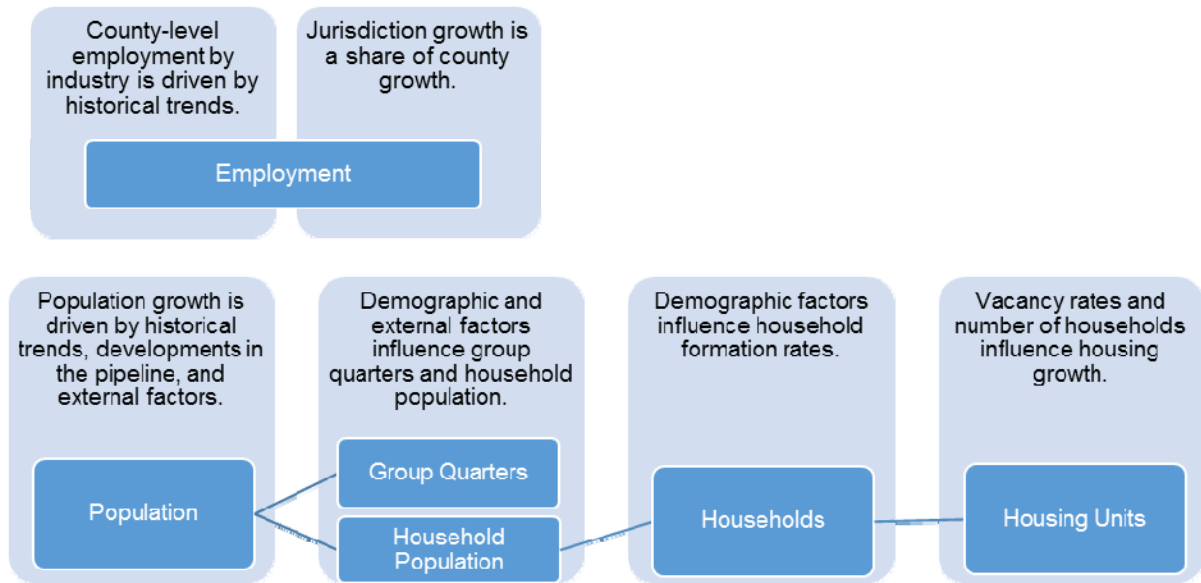 County-level
employment by
industry is driven by
historical trends.
Jurisdiction growth is
a share of county
growth.
Employment
Population growth is
driven by historical
trends, developments in
the pipeline, and
external factors.
Population
Demographic and
external factors
influence group
quarters and household
population.
Group Quarters
Household
Population
Demographic factors
influence household
formation rates.
Households
Vacancy rates and
number of households
influence housing
growth.
Housing Units